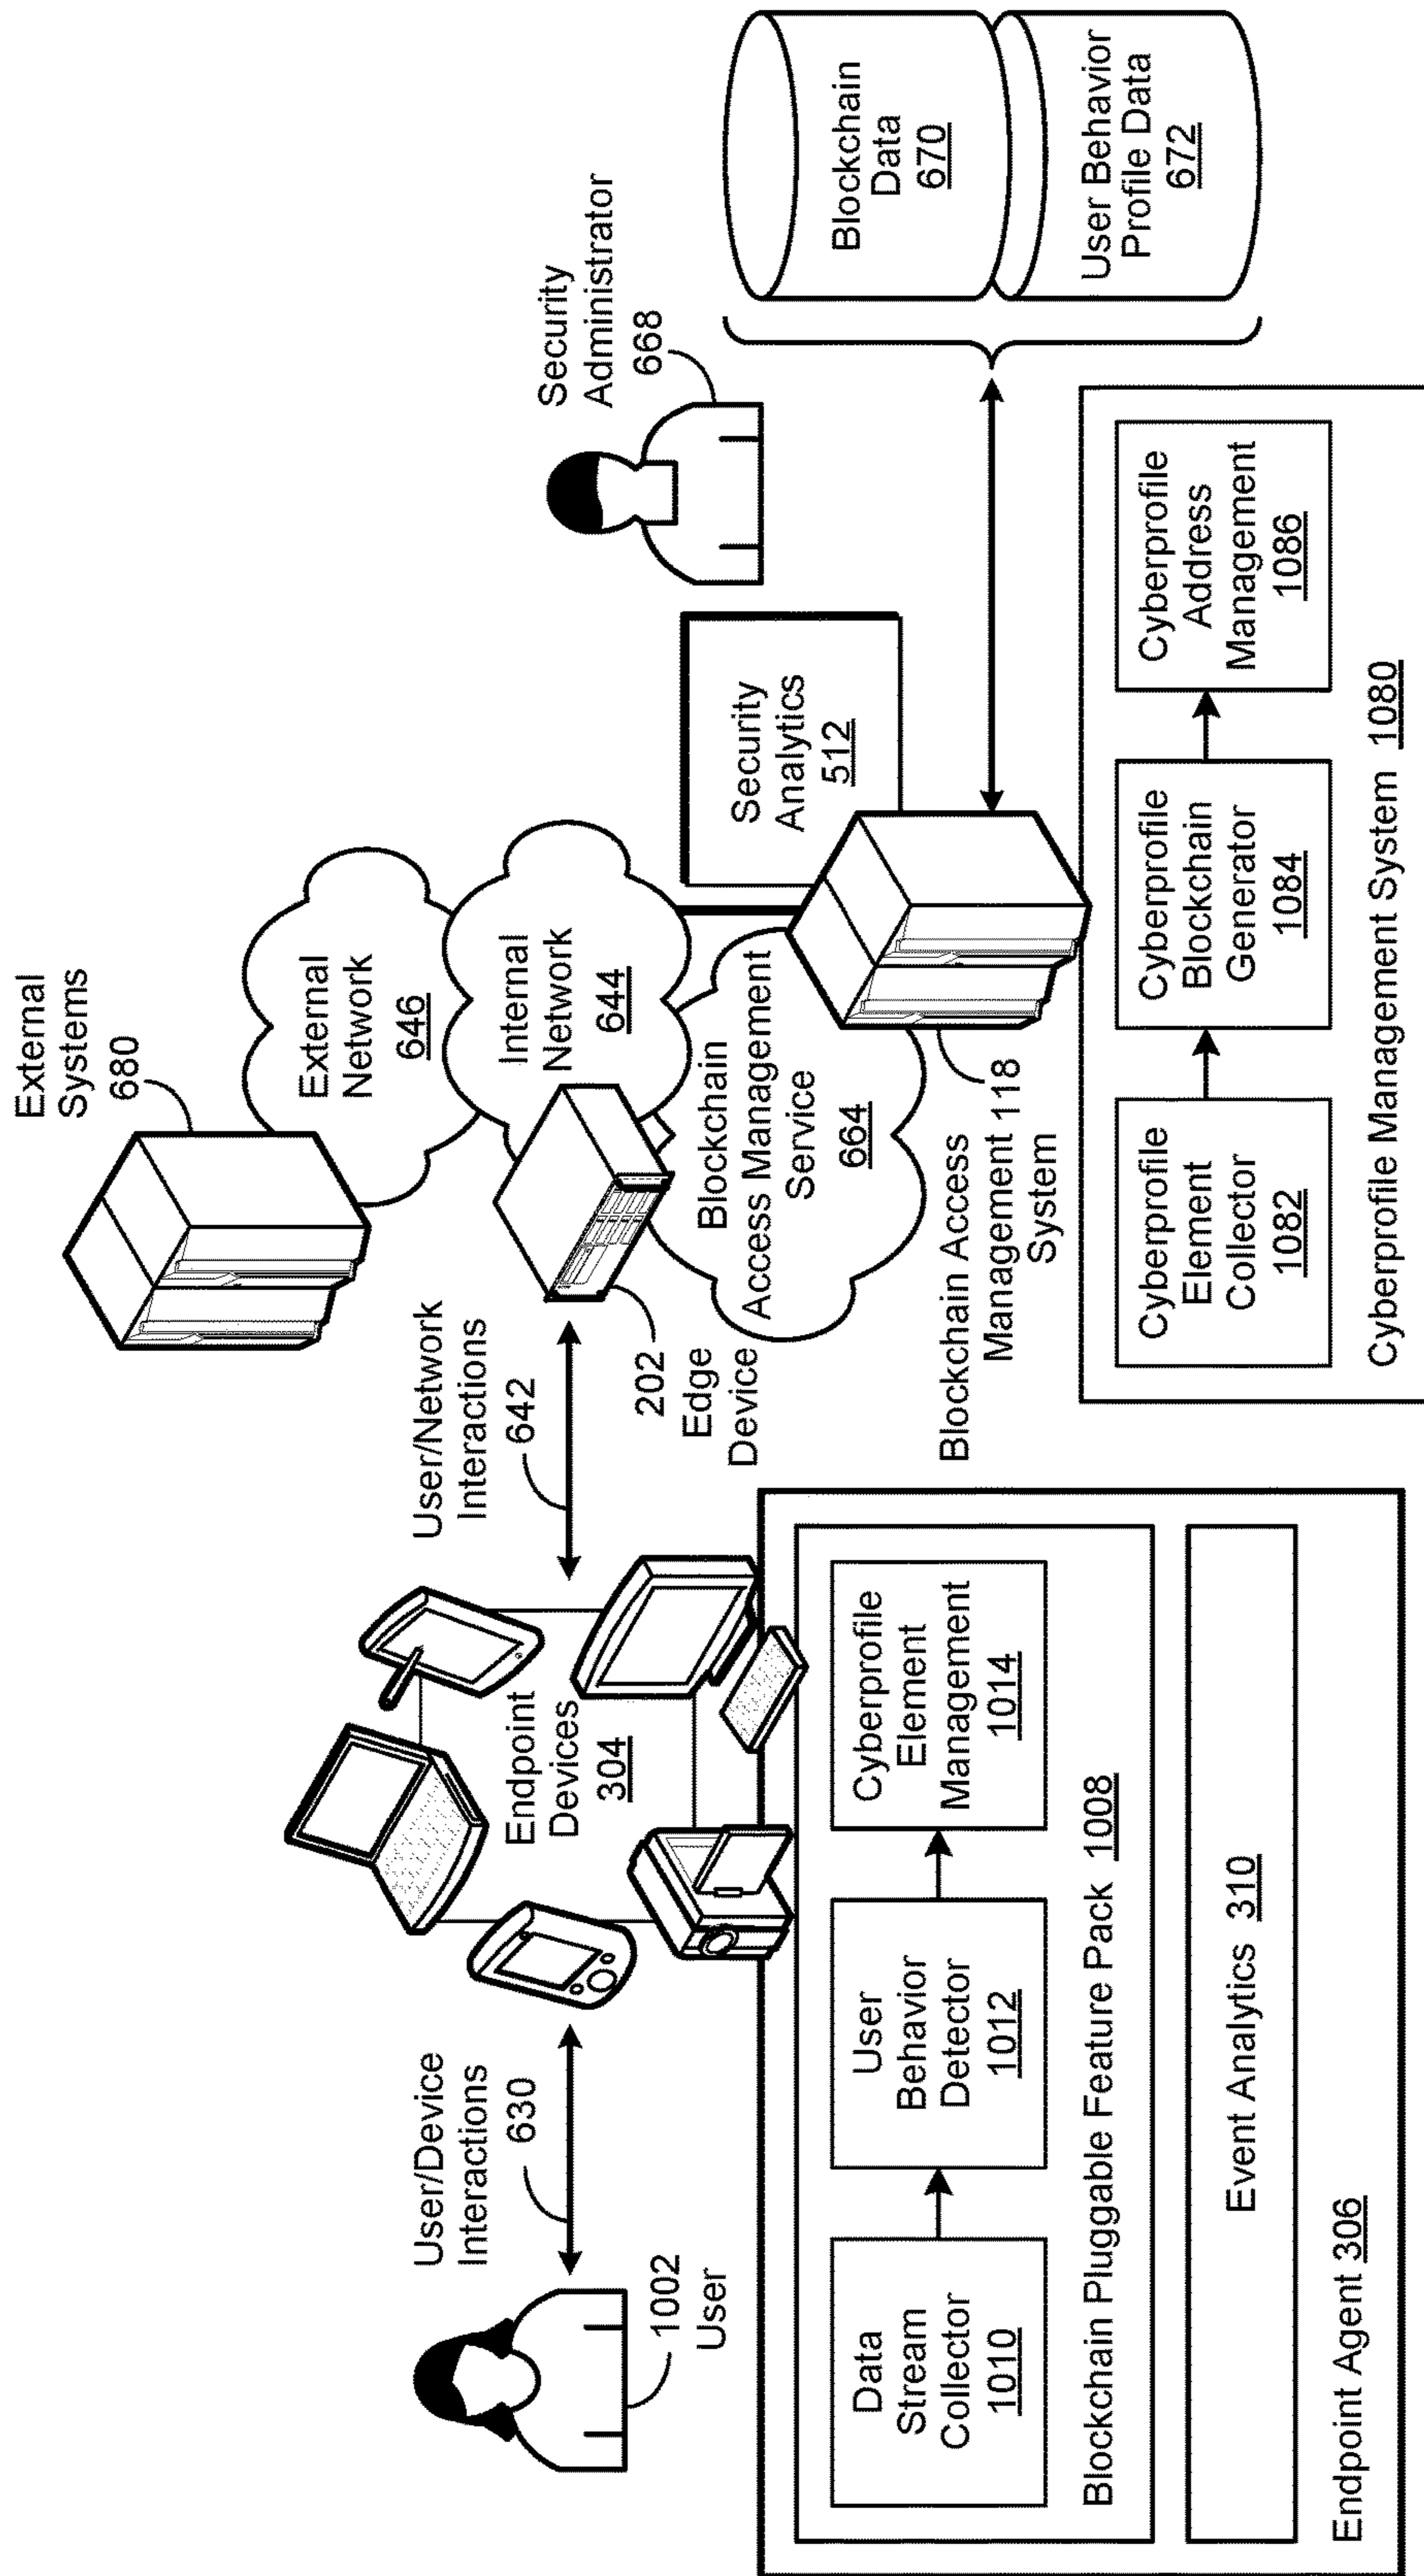 External
Systems
680
External
Network
646
Internal
Network
644
Security
Administrator
668
User/Device
Interactions
630
User/Network
Interactions
642
1002
User
Endpoint
Devices
304
202
Edge
Device
Blockchain
Access Management
Service
664
Security
Analytics
512
Blockchain
Data
670
User Behavior
Profile Data
672
Blockchain Access
Management 118
System
Data
Stream
Collector
1010
User
Behavior
Detector
1012
Cyberprofile
Element
Management
1014
Blockchain Pluggable Feature Pack 1008
Event Analytics 310
Endpoint Agent 306
Cyberprofile
Element
Collector
1082
Cyberprofile
Blockchain
Generator
1084
Cyberprofile
Address
Management
1086
Cyberprofile Management System 1080